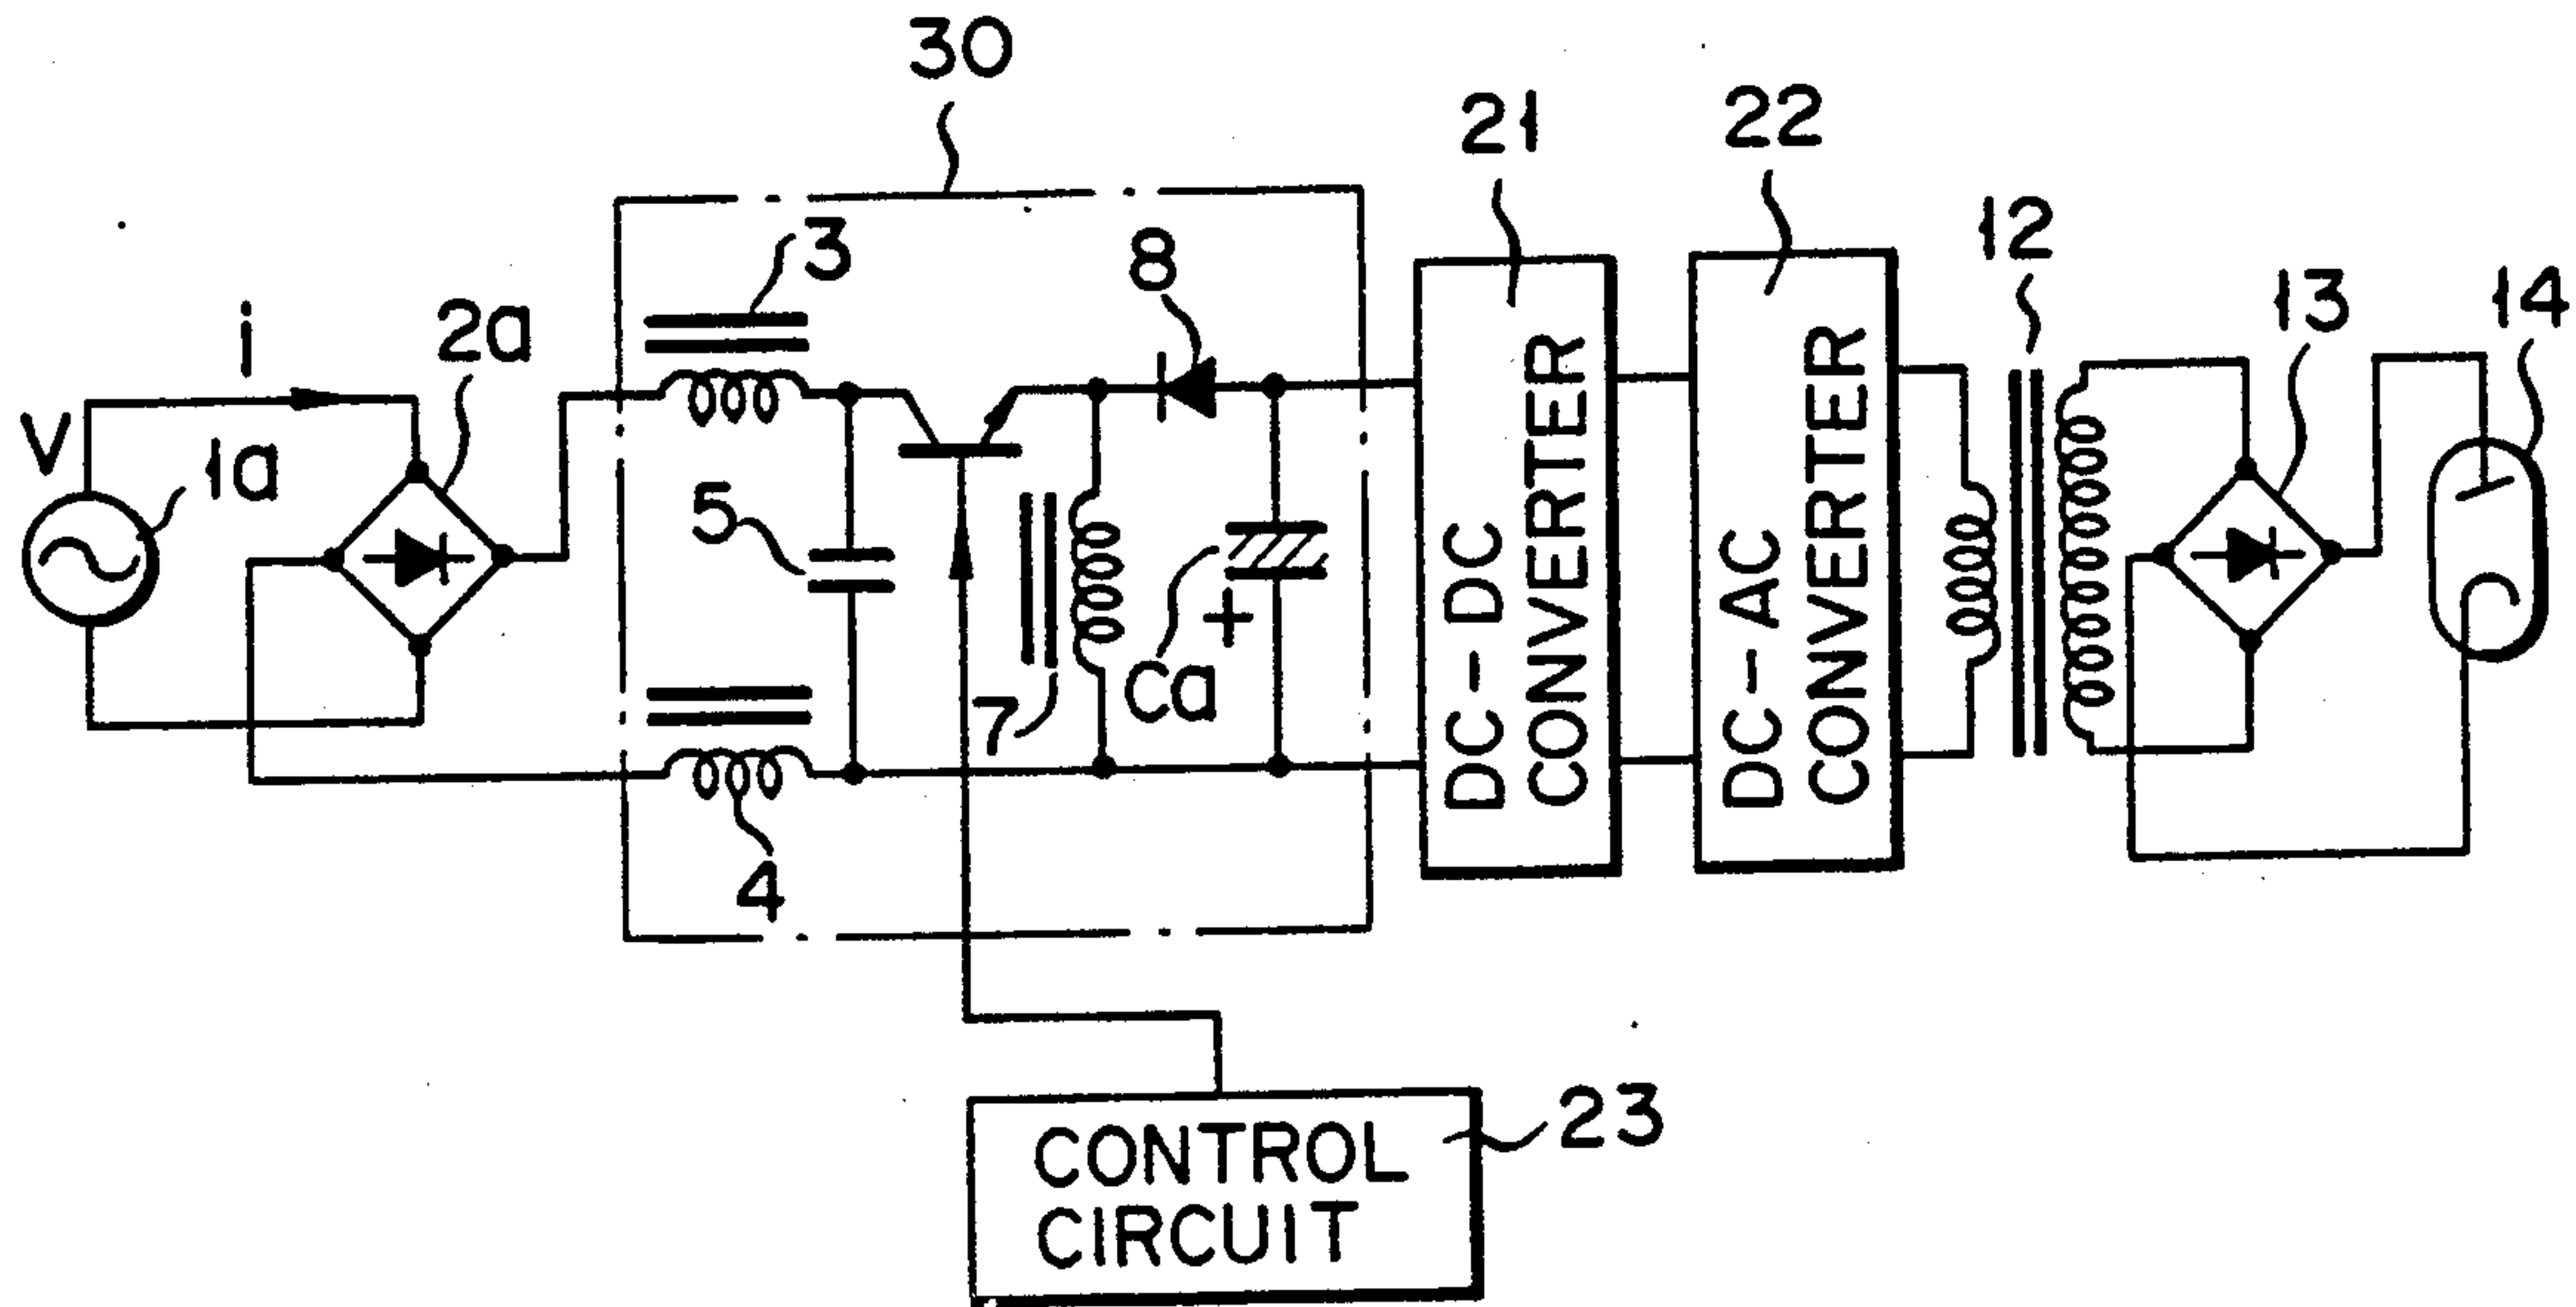 30
21
22
12
13
14
3
8
i
2a
V
1a
5
7
Ca
+
4
DC-DC
CONVERTER
DC-AC
CONVERTER
23
CONTROL
CIRCUIT